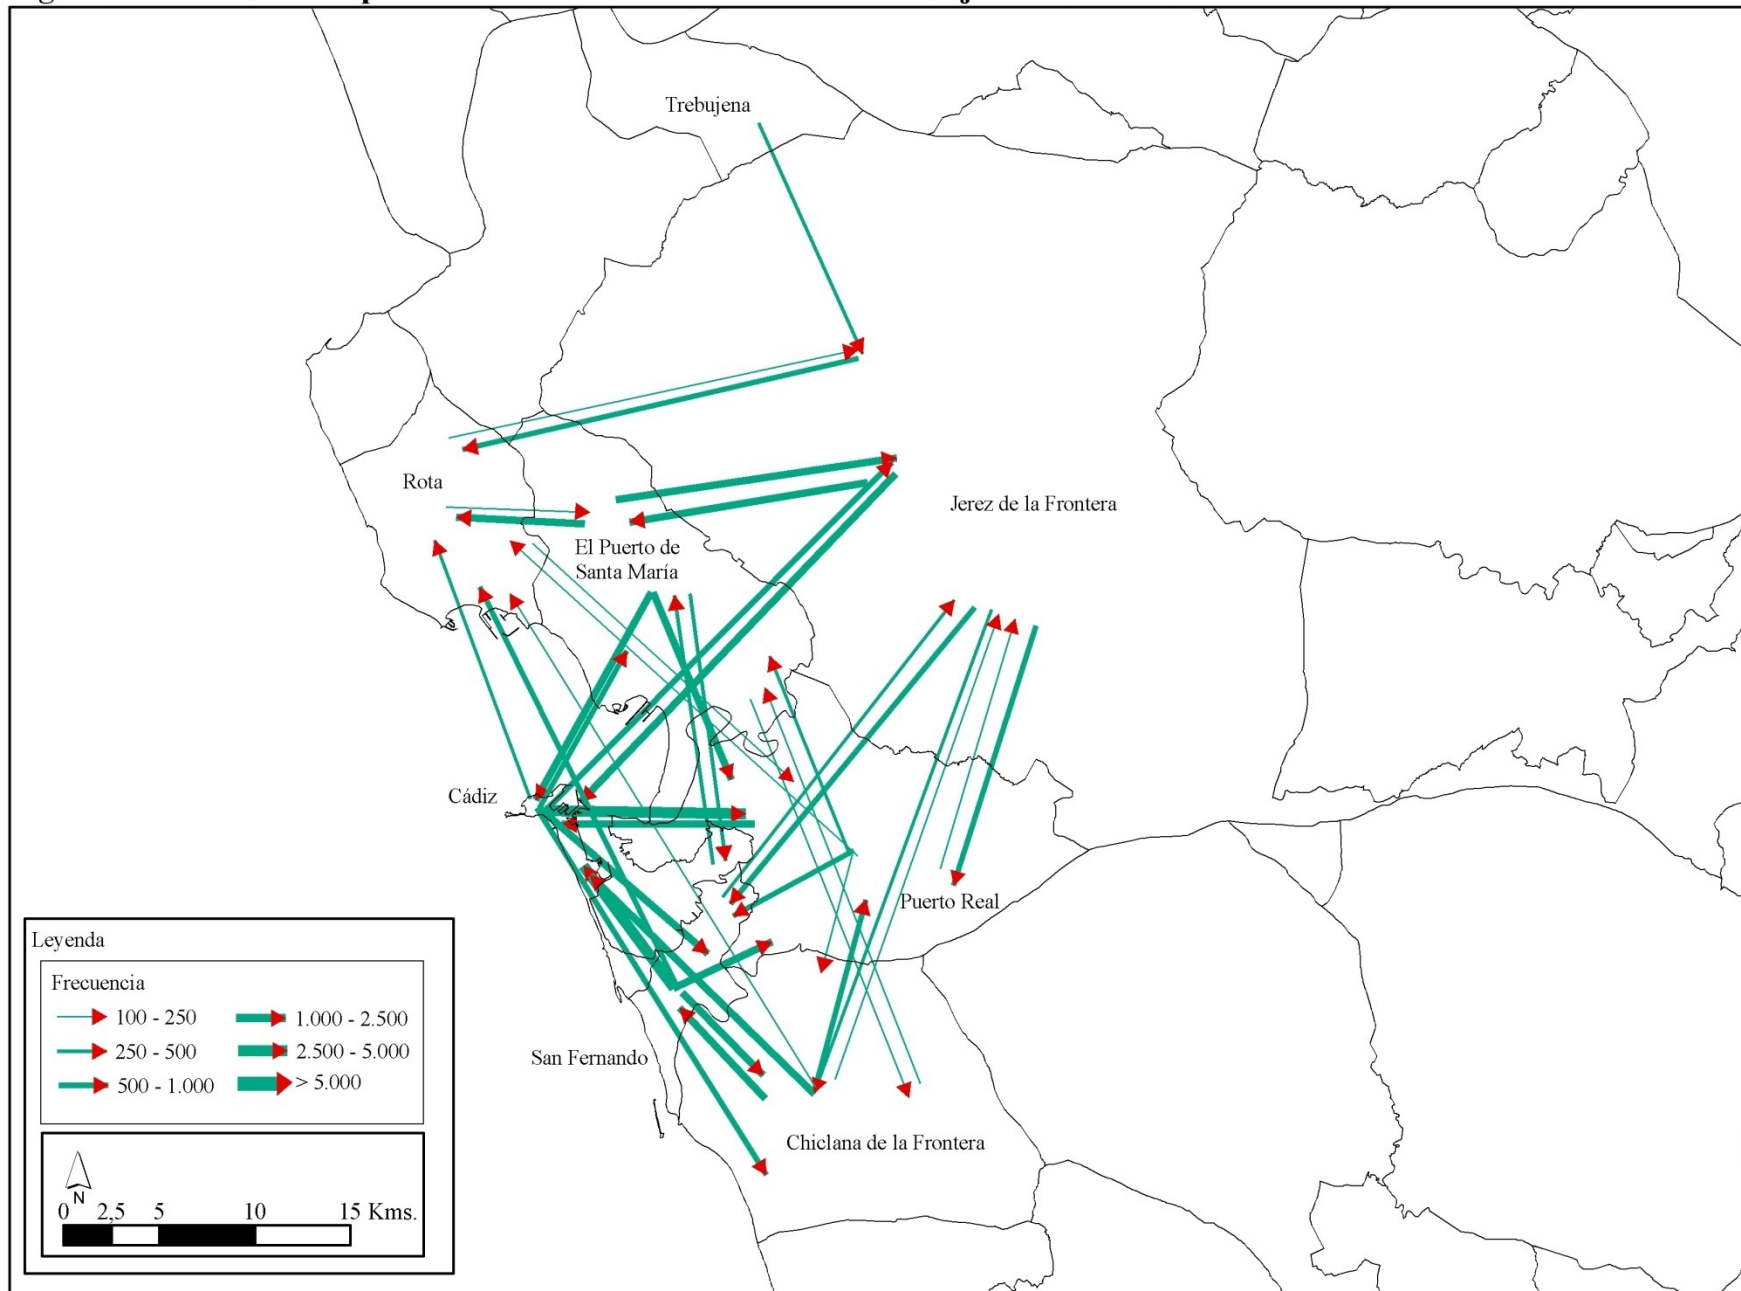 Trebujena
Rota
Jerez de la Frontera
El Puerto de
Santa María
Cádiz
Puerto Real
San Fernando
Chiclana de la Frontera
Leyenda
Frecuencia
100 - 250
1.000 - 2.500
250 - 500
2.500 - 5.000
500 - 1.000
> 5.000
N
0 2,5 5 10 15 Kms.